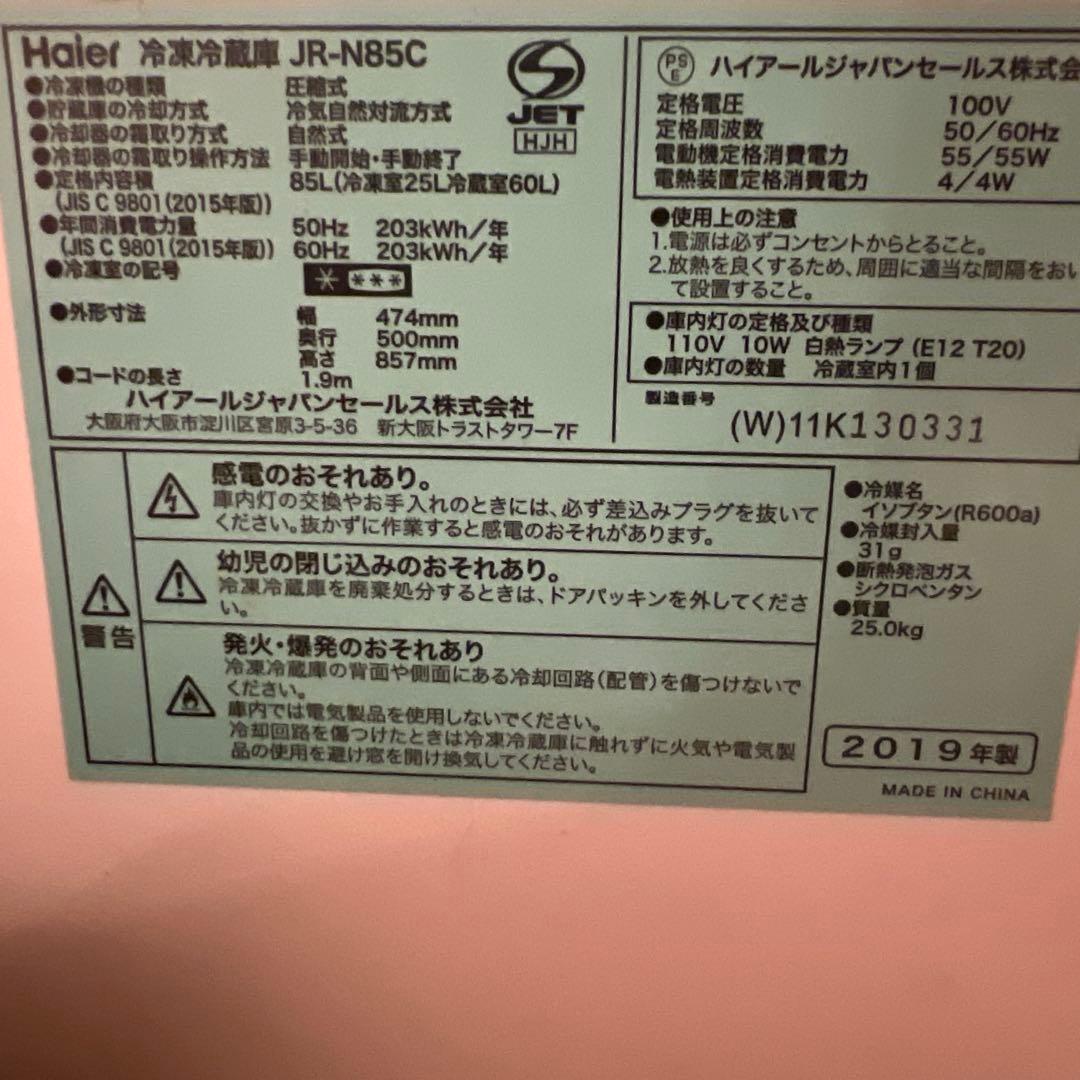 Haier 冷凍冷蔵庫 JR-N85C
●冷凍機の種類 圧縮式
●貯蔵庫の冷却方式 冷気自然対流方式
●冷却器の霜取り方式 自然式
●冷却器の霜取り操作方法 手動開始・手動終了
●定格内容積 85L(冷凍室25L冷蔵室60L)
(JIS C 9801(2015年版))
●年間消費電力量 50Hz 203kWh/年
(JIS C 9801(2015年版)) 60Hz 203kWh/年
●冷凍室の記号 * ***
●外形寸法 幅 474mm
奥行 500mm
高さ 857mm
●コードの長さ 1.9m
ハイアールジャパンセールス株式会社
大阪府大阪市淀川区宮原3-5-36 新大阪トラストタワー7F
JET
HJH
PS
E
ハイアールジャパンセールス株式会
定格電圧 100V
定格周波数 50/60Hz
電動機定格消費電力 55/55W
電熱装置定格消費電力 4/4W
●使用上の注意
1.電源は必ずコンセントからとること。
2.放熱を良くするため、周囲に適当な間隔をおい
て設置すること。
●庫内灯の定格及び種類
110V 10W 白熱ランプ (E12 T20)
●庫内灯の数量 冷蔵室内1個
製造番号
(W)11K130331
警告
感電のおそれあり。
庫内灯の交換やお手入れのときには、必ず差込みプラグを抜いて
ください。抜かずに作業すると感電のおそれがあります。
幼児の閉じ込みのおそれあり。
冷凍冷蔵庫を廃棄処分するときは、ドアパッキンを外してくださ
い。
発火・爆発のおそれあり
冷凍冷蔵庫の背面や側面にある冷却回路(配管)を傷つけないで
ください。
庫内では電気製品を使用しないでください。
冷却回路を傷つけたときは冷凍冷蔵庫に触れずに火気や電気製
品の使用を避け窓を開け換気してください。
●冷媒名
イソブタン(R600a)
●冷媒封入量
31g
●断熱発泡ガス
シクロペンタン
●質量
25.0kg
2019年製
MADE IN CHINA